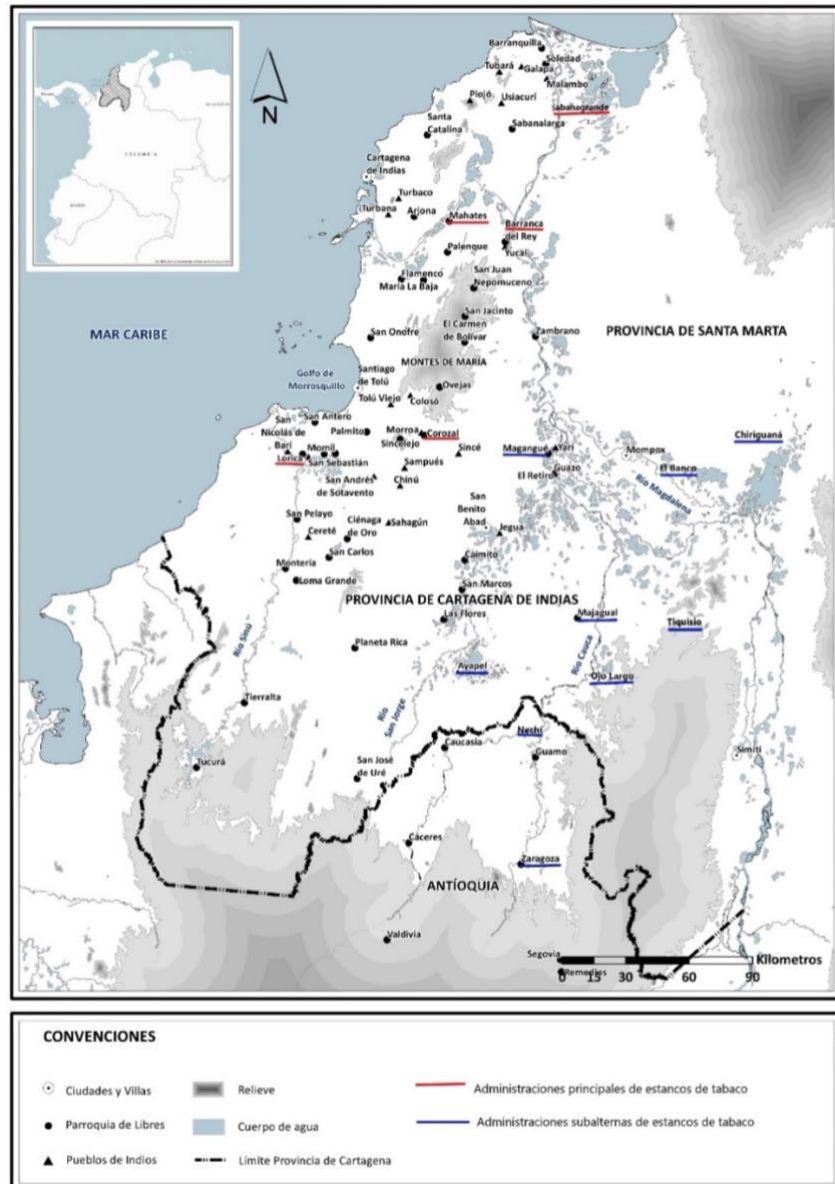 COLOMBIA
Barranquilla
Soledad
Tubará
Galapa
Malambo
Piojó
Usiacurí
Sabahagrande
Santa
Catalina
Sabanalarga
Cartagena
de Indias
Turbaco
Turbana
Arjona
Mahates
Barranca
del Rey
Yucal
Palenque
Flamenco
María La Baja
San Juan
Nepomuceno
San Jacinto
El Carmen
de Bolívar
San Onofre
Zambrano
PROVINCIA DE SANTA MARTA
MAR CARIBE
MONTES DE MARÍA
Golfo de
Morrosquillo
Santiago
de Tolú
Ovejas
Tolú Viejo
Colosó
San Antero
San
Nicolás de
Bari
Palmito
Morroa
Corozal
Sincelejo
Chiriguaná
Momil
Lorica
San Sebastián
Sincé
Magangué
Yatí
Mompox
Sampués
Guazo
El Retiro
El Banco
San Andrés
de Sotavento
Chinú
Río Magdalena
San
Benito
Abad
San Pelayo
Ciénaga
de Oro
Sahagún
Jegua
Cereté
San Carlos
Caimito
Montería
Loma Grande
San Marcos
PROVINCIA DE CARTAGENA DE INDIAS
Las Flores
Majagual
Tiquisio
Río Sinú
Planeta Rica
Río Cauca
Ayapel
Ojo Largo
Tierralta
Río
San Jorge
Nechí
Caucasia
Guamo
Simití
Tucurá
San José
de Uré
Cáceres
Zaragoza
ANTÍOQUIA
Valdivia
Segovia
Remedios
Kilometros
0 15 30 60 90
CONVENCIONES
Ciudades y Villas
Relieve
Administraciones principales de estancos de tabaco
Parroquia de Libres
Cuerpo de agua
Administraciones subalternas de estancos de tabaco
Pueblos de Indios
Límite Provincia de Cartagena